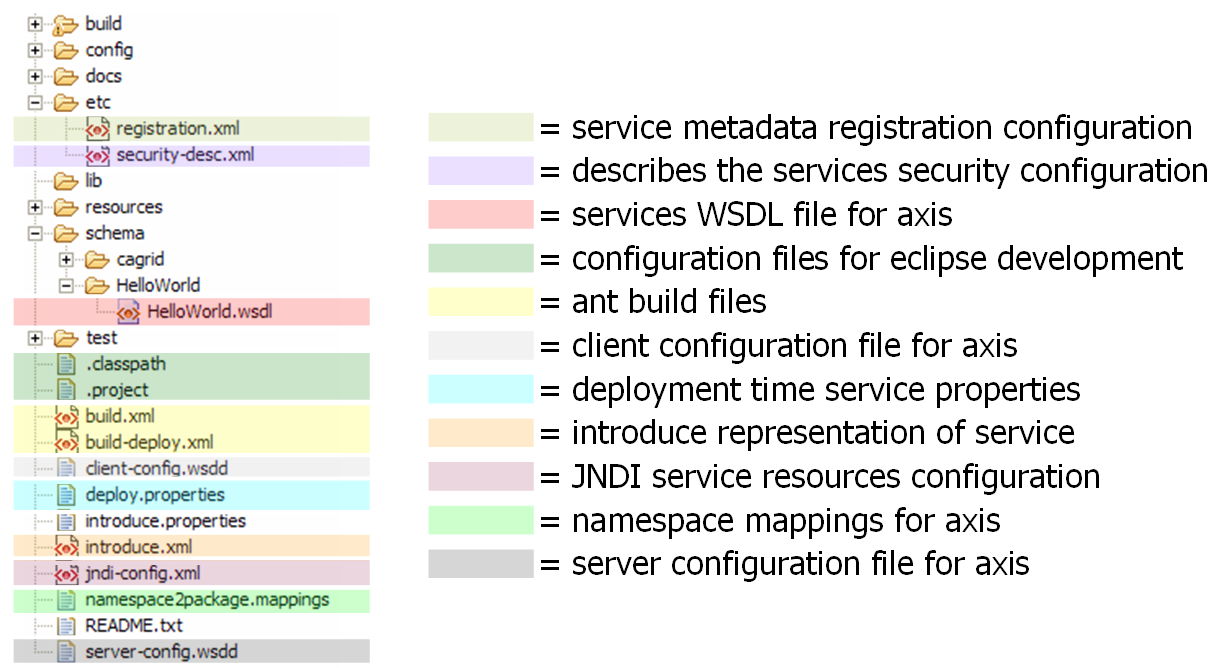 build
config
docs
etc
registration.xml
security-desc.xml
lib
resources
schema
cagrid
HelloWorld
HelloWorld.wsdl
test
.classpath
.project
build.xml
build-deploy.xml
client-config.wsdd
deploy.properties
introduce.properties
introduce.xml
jndi-config.xml
namespace2package.mappings
README.txt
server-config.wsdd
= service metadata registration configuration
= describes the services security configuration
= services WSDL file for axis
= configuration files for eclipse development
= ant build files
= client configuration file for axis
= deployment time service properties
= introduce representation of service
= JNDI service resources configuration
= namespace mappings for axis
= server configuration file for axis